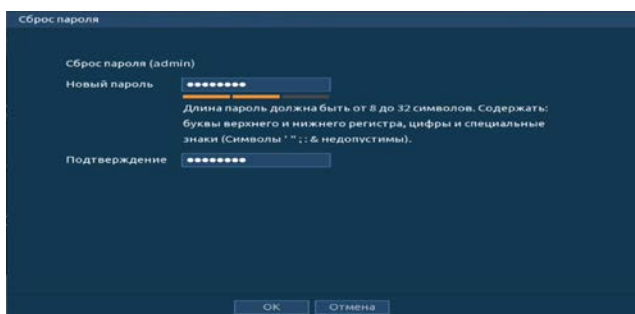 Сброс пароля
Сброс пароля (admin)
Новый пароль ●●●●●●●●
Длина пароль должна быть от 8 до 32 символов. Содержать:
буквы верхнего и нижнего регистра, цифры и специальные
знаки (Символы ' " ; : & недопустимы).
Подтверждение ●●●●●●●●
OK Отмена